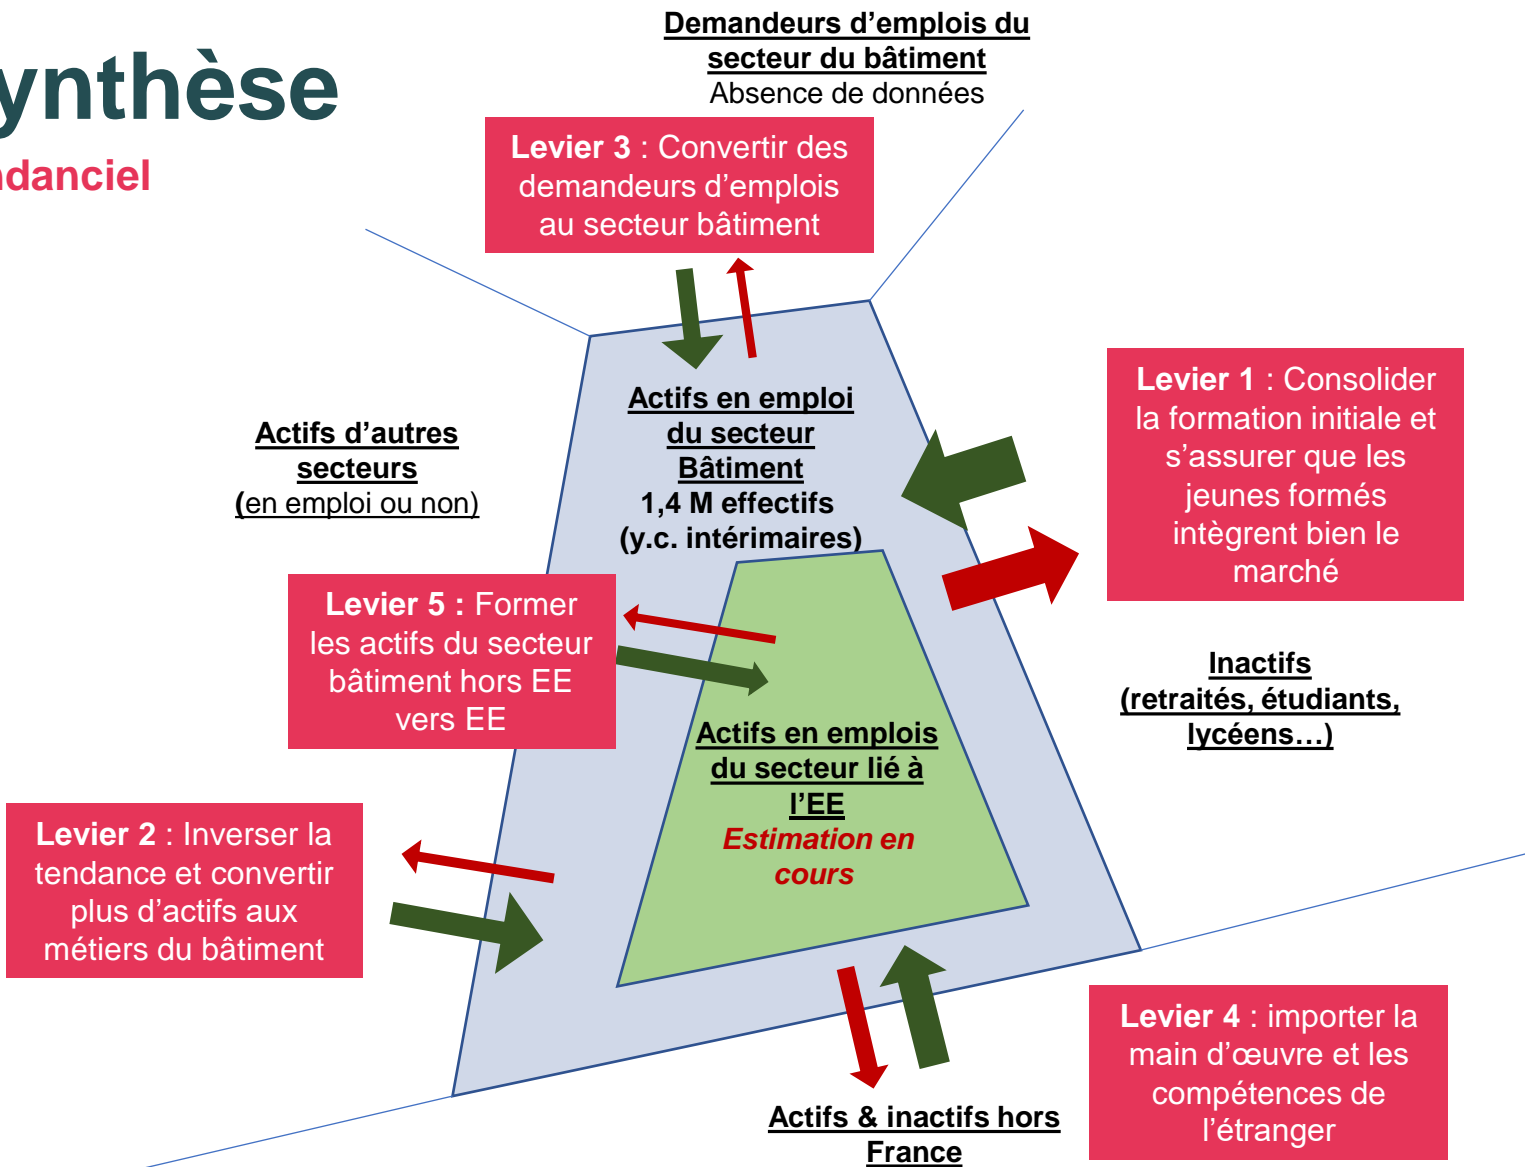 ynthèse
ndanciel
Demandeurs d’emplois du
secteur du bâtiment
Absence de données
Levier 3 : Convertir des
demandeurs d’emplois
au secteur bâtiment
Levier 1 : Consolider
la formation initiale et
s’assurer que les
jeunes formés
intègrent bien le
marché
Actifs en emploi
du secteur
Bâtiment
1,4 M effectifs
(y.c. intérimaires)
Actifs d’autres
secteurs
(en emploi ou non)
Levier 5 : Former
les actifs du secteur
bâtiment hors EE
vers EE
Inactifs
(retraités, étudiants,
lycéens…)
Actifs en emplois
du secteur lié à
l’EE
Estimation en
cours
Levier 2 : Inverser la
tendance et convertir
plus d’actifs aux
métiers du bâtiment
Levier 4 : importer la
main d’œuvre et les
compétences de
l’étranger
Actifs & inactifs hors
France